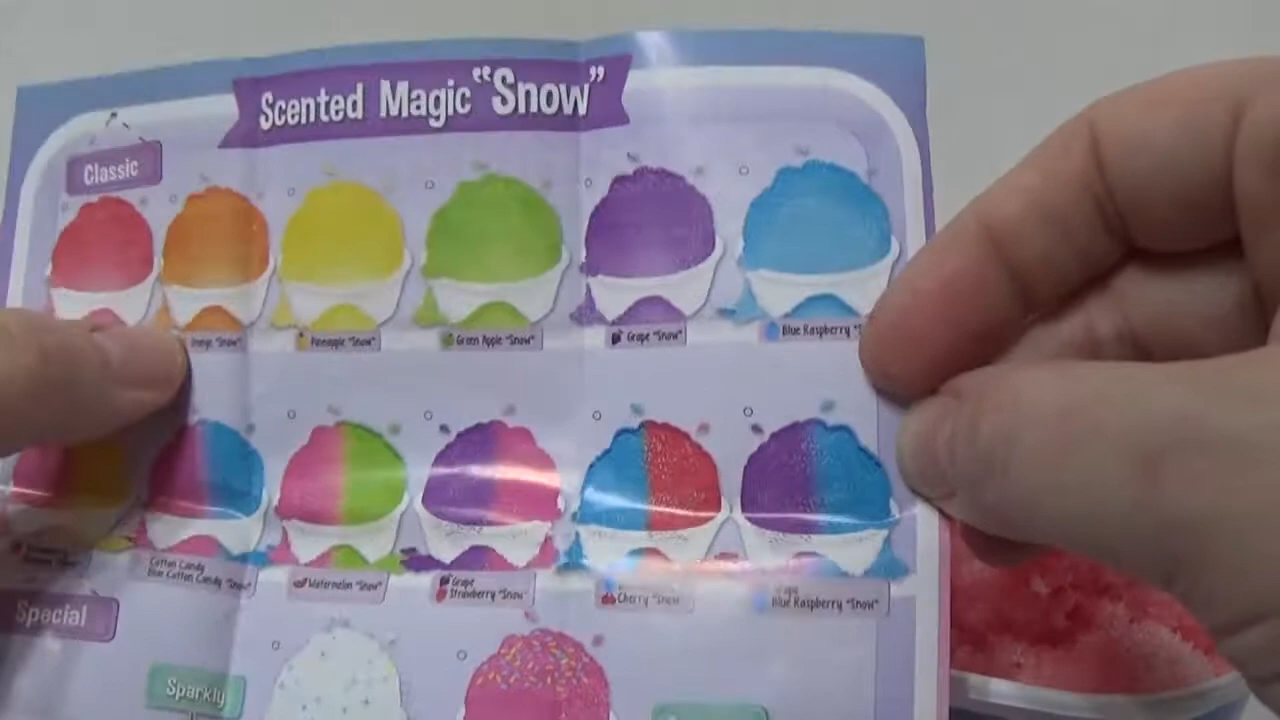 Scented Magic "Snow"
Classic
"Snow"
Pineapple "Snow"
Green Apple "Snow"
Grape "Snow"
Blue Raspberry
Cotton Candy
Blue Cotton Candy "Snow"
Watermelon "Snow"
Grape
Strawberry "Snow"
Cherry "Snow"
Blue Raspberry "Snow"
Special
Sparkly